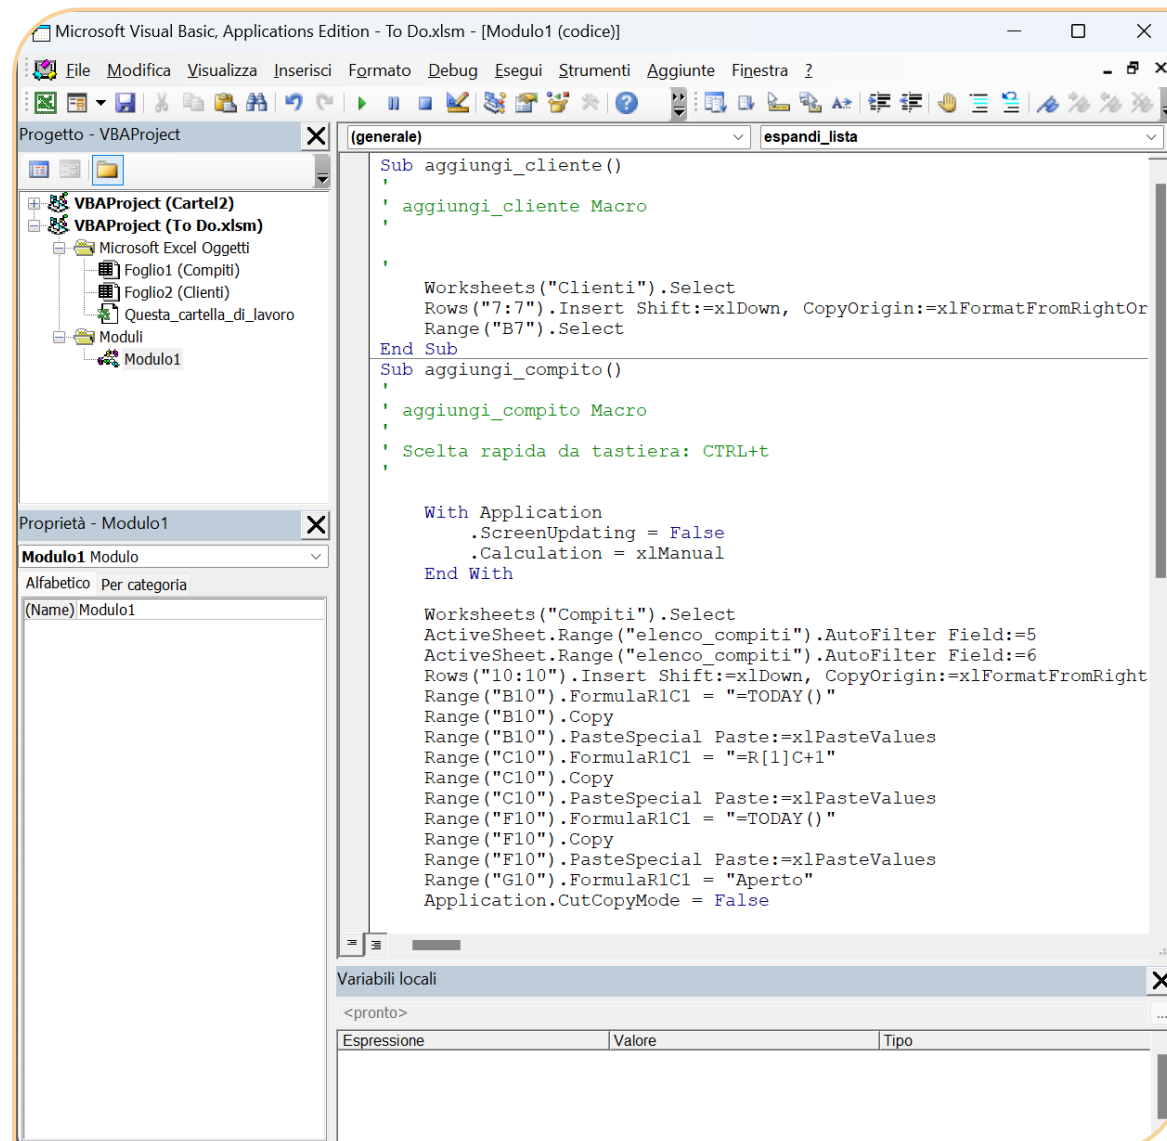 Microsoft Visual Basic, Applications Edition - To Do.xlsm - [Modulo1 (codice)]
File Modifica Visualizza Inserisci Formato Debug Esegui Strumenti Aggiunte Finestra ?
Progetto - VBAProject
VBAProject (Cartel2)
VBAProject (To Do.xlsm)
Microsoft Excel Oggetti
Foglio1 (Compiti)
Foglio2 (Clienti)
Questa_cartella_di_lavoro
Moduli
Modulo1
Proprietà - Modulo1
Modulo1 Modulo
Alfabetico Per categoria
(Name) Modulo1
(generale) espandi_lista
Sub aggiungi_cliente()
'
' aggiungi_cliente Macro
'
'
Worksheets("Clienti").Select
Rows("7:7").Insert Shift:=xlDown, CopyOrigin:=xlFormatFromRightOr
Range("B7").Select
End Sub
Sub aggiungi_compito()
'
' aggiungi_compito Macro
'
' Scelta rapida da tastiera: CTRL+t
'
With Application
.ScreenUpdating = False
.Calculation = xlManual
End With
Worksheets("Compiti").Select
ActiveSheet.Range("elenco_compiti").AutoFilter Field:=5
ActiveSheet.Range("elenco_compiti").AutoFilter Field:=6
Rows("10:10").Insert Shift:=xlDown, CopyOrigin:=xlFormatFromRight
Range("B10").FormulaR1C1 = "=TODAY()"
Range("B10").Copy
Range("B10").PasteSpecial Paste:=xlPasteValues
Range("C10").FormulaR1C1 = "=R[1]C+1"
Range("C10").Copy
Range("C10").PasteSpecial Paste:=xlPasteValues
Range("F10").FormulaR1C1 = "=TODAY()"
Range("F10").Copy
Range("F10").PasteSpecial Paste:=xlPasteValues
Range("G10").FormulaR1C1 = "Aperto"
Application.CutCopyMode = False
Variabili locali
<pronto>
...
Espressione Valore Tipo